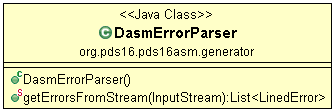 <<Java Class>>
DasmErrorParser
org.pds16.pds16asm.generator
DasmErrorParser()
getErrorsFromStream(InputStream):List<LinedError>